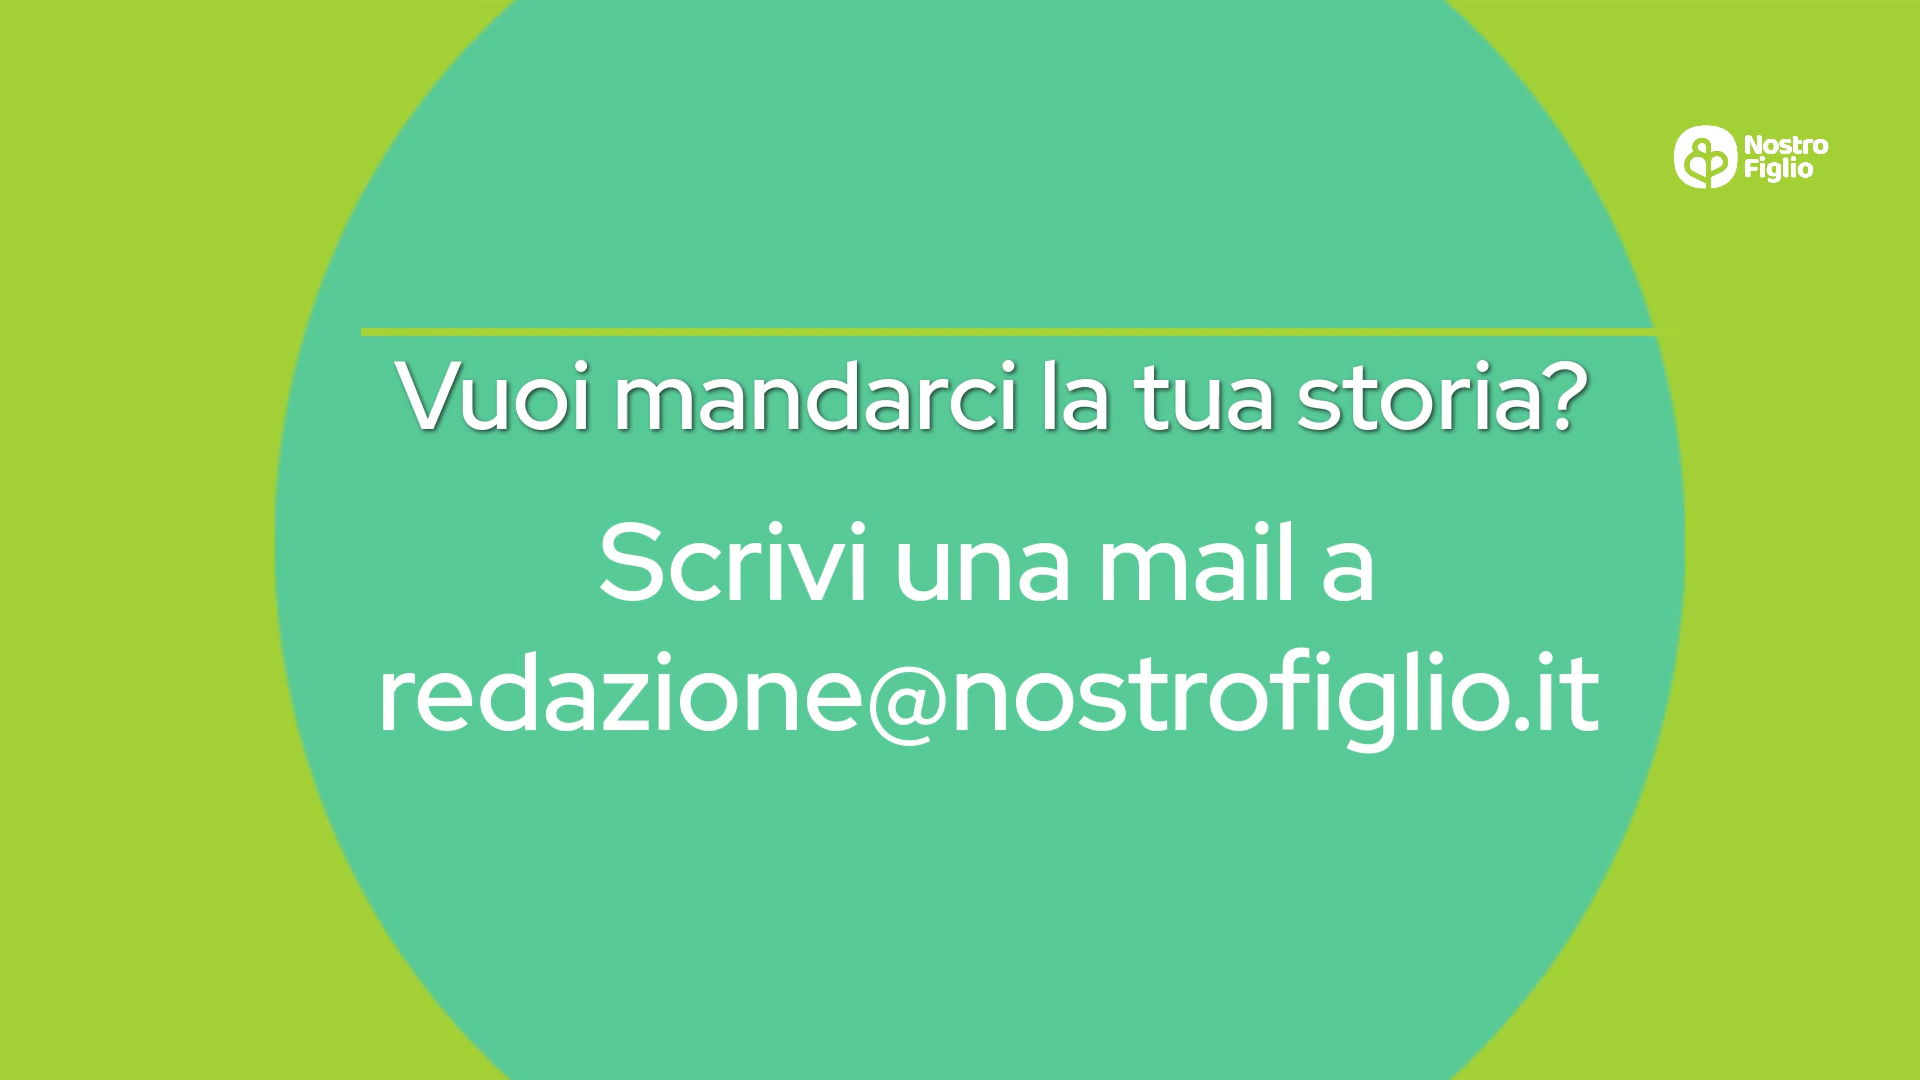 Nostro
Figlio
Vuoi mandarci la tua storia?
Scrivi una mail a
redazione@nostrofiglio.it